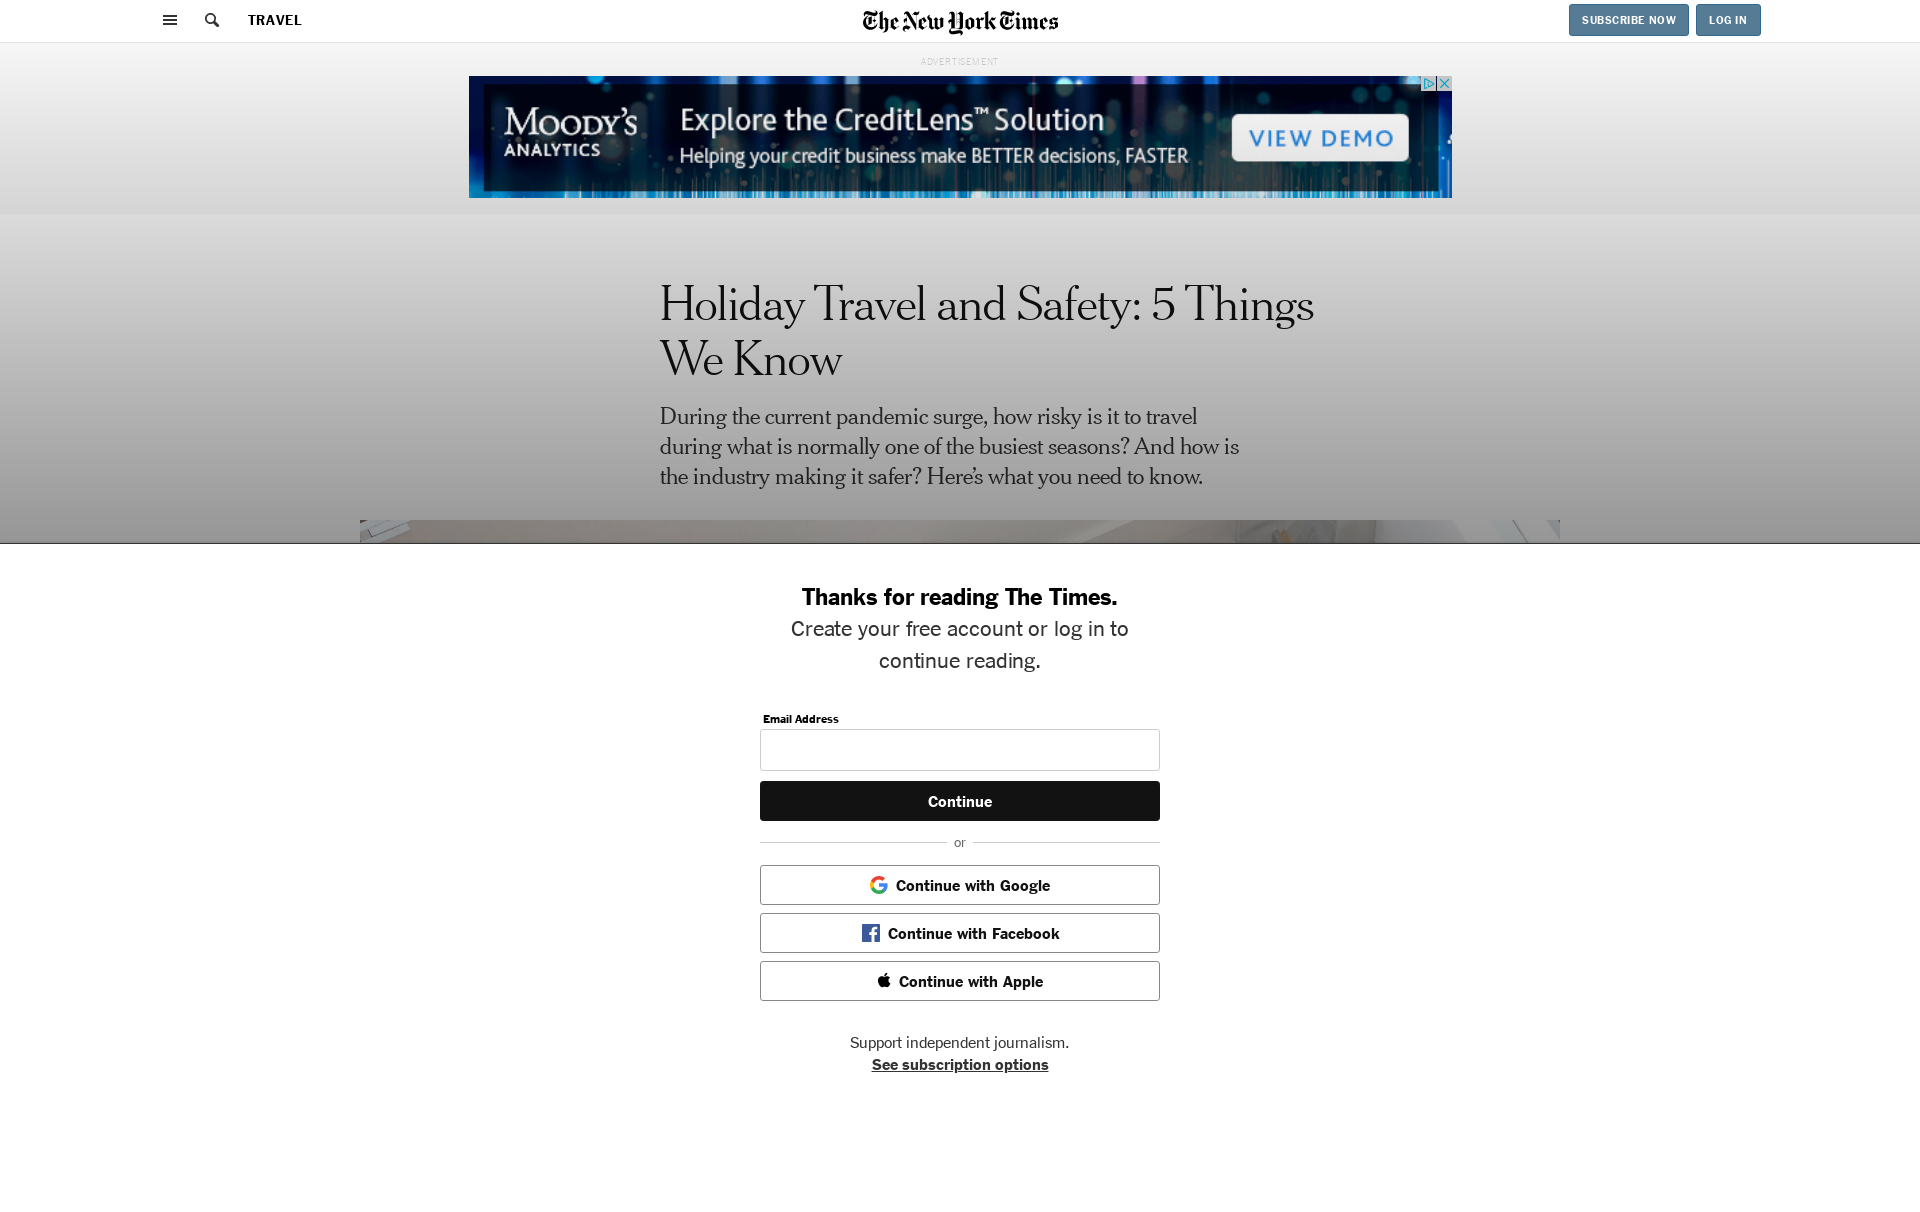 TRAVEL
The New York Times
SUBSCRIBE NOW
LOG IN
ADVERTISEMENT
MOODY'S
ANALYTICS
Explore the CreditLens™ Solution
Helping your credit business make BETTER decisions, FASTER
VIEW DEMO
Holiday Travel and Safety: 5 Things
We Know
During the current pandemic surge, how risky is it to travel
during what is normally one of the busiest seasons? And how is
the industry making it safer? Here’s what you need to know.
Thanks for reading The Times.
Create your free account or log in to
continue reading.
Email Address
Continue
or
Continue with Google
Continue with Facebook
Continue with Apple
Support independent journalism.
See subscription options